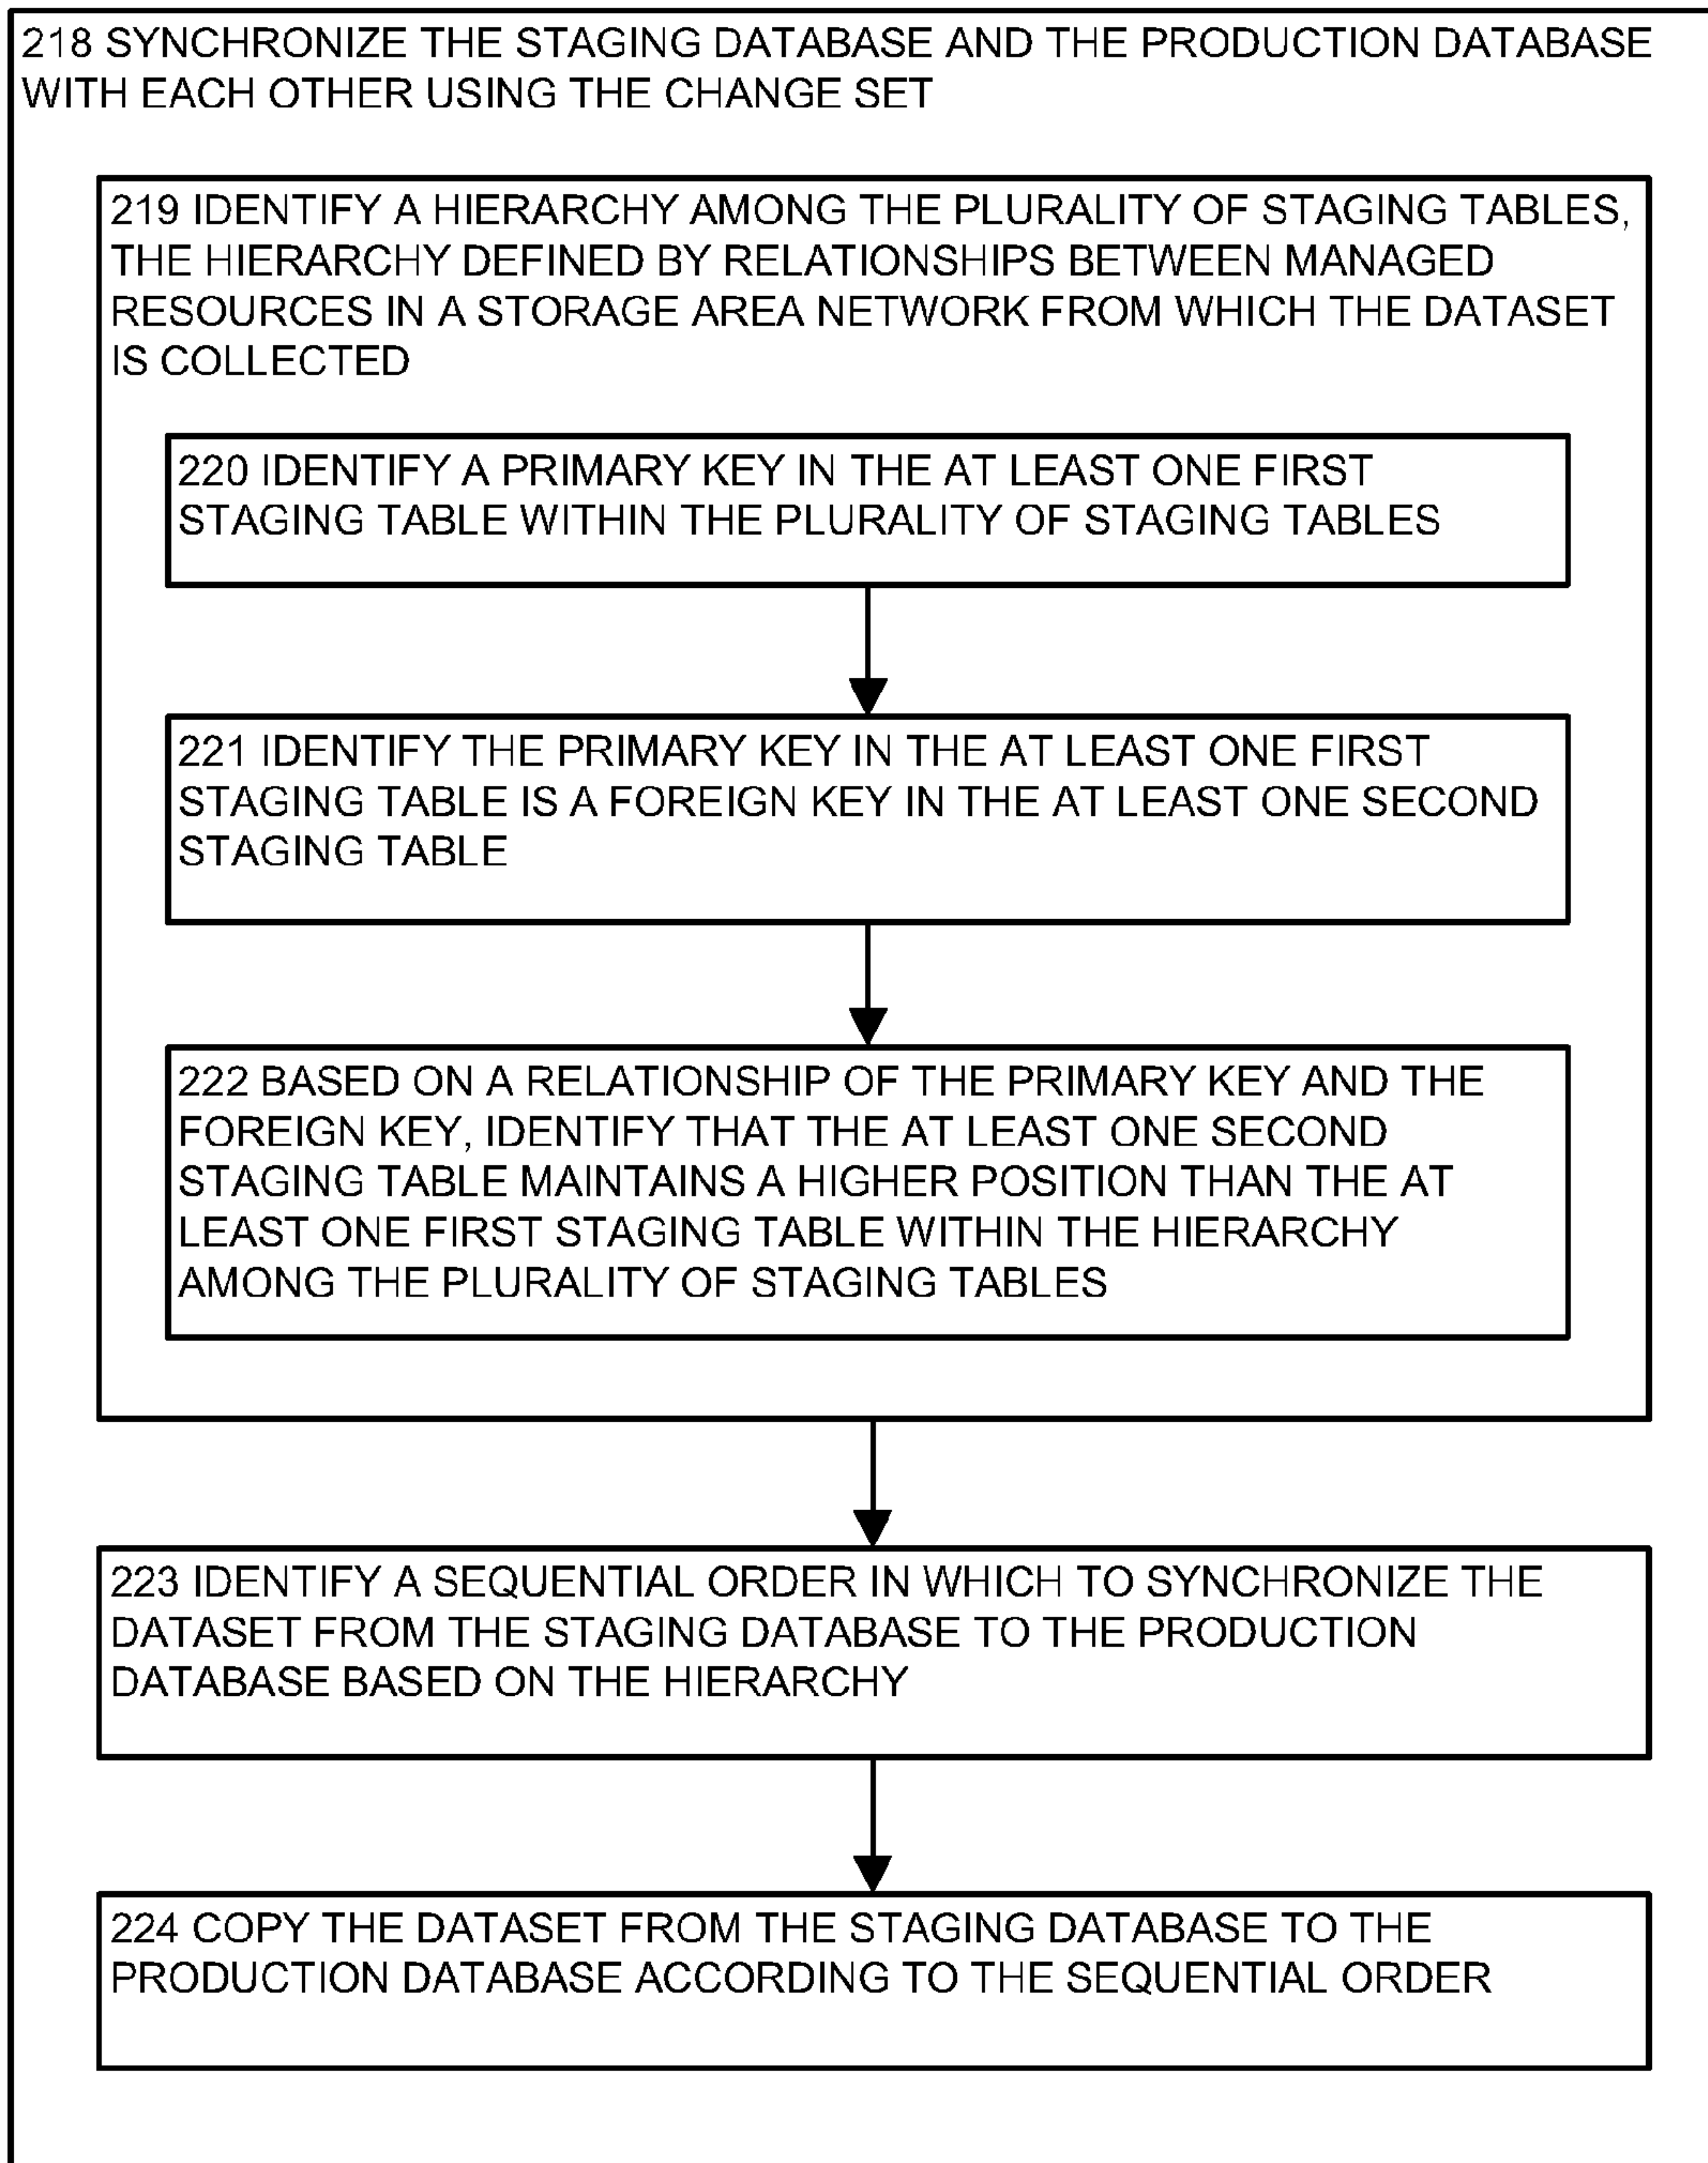 218 SYNCHRONIZE THE STAGING DATABASE AND THE PRODUCTION DATABASE
WITH EACH OTHER USING THE CHANGE SET
219 IDENTIFY A HIERARCHY AMONG THE PLURALITY OF STAGING TABLES,
THE HIERARCHY DEFINED BY RELATIONSHIPS BETWEEN MANAGED
RESOURCES IN A STORAGE AREA NETWORK FROM WHICH THE DATASET
IS COLLECTED
220 IDENTIFY A PRIMARY KEY IN THE AT LEAST ONE FIRST
STAGING TABLE WITHIN THE PLURALITY OF STAGING TABLES
221 IDENTIFY THE PRIMARY KEY IN THE AT LEAST ONE FIRST
STAGING TABLE IS A FOREIGN KEY IN THE AT LEAST ONE SECOND
STAGING TABLE
222 BASED ON A RELATIONSHIP OF THE PRIMARY KEY AND THE
FOREIGN KEY, IDENTIFY THAT THE AT LEAST ONE SECOND
STAGING TABLE MAINTAINS A HIGHER POSITION THAN THE AT
LEAST ONE FIRST STAGING TABLE WITHIN THE HIERARCHY
AMONG THE PLURALITY OF STAGING TABLES
223 IDENTIFY A SEQUENTIAL ORDER IN WHICH TO SYNCHRONIZE THE
DATASET FROM THE STAGING DATABASE TO THE PRODUCTION
DATABASE BASED ON THE HIERARCHY
224 COPY THE DATASET FROM THE STAGING DATABASE TO THE
PRODUCTION DATABASE ACCORDING TO THE SEQUENTIAL ORDER